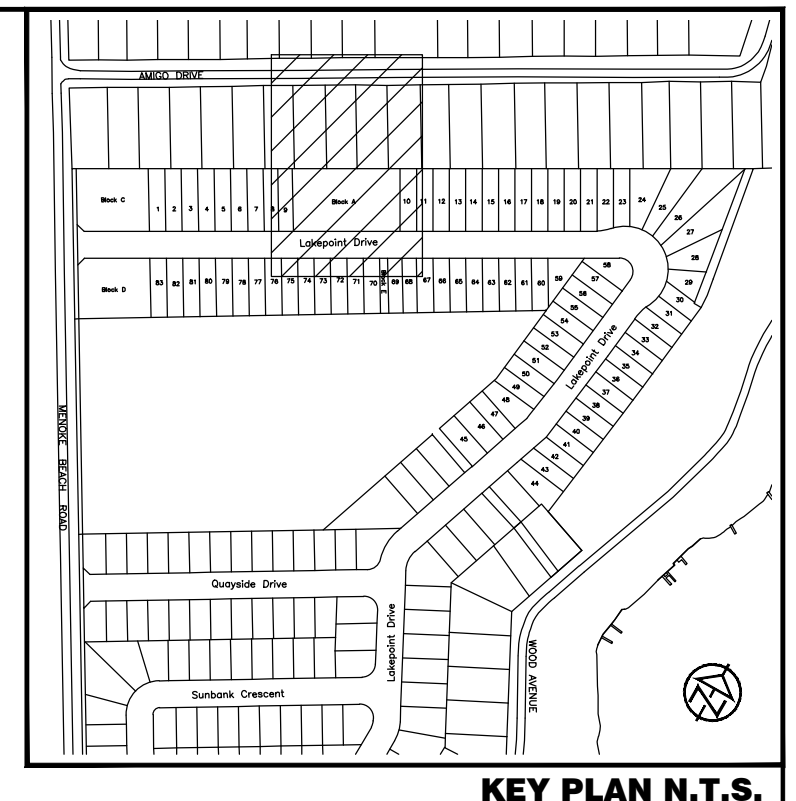 AMIGO DRIVE
Block C
1 2 3 4 5 6 7 8 9
Block A
10 11 12 13 14 15 16 17 18 19 20 21 22 23 24
25
26
27
28
29
30
31
32
33
34
35
36
37
38
39
40
41
42
43
44
Lakepoint Drive
Block D
83 82 81 80 79 78 77 76 75 74 73 72 71 70
Block E
69 68 67 66 65 64 63 62 61 60 59
58
57
56
55
54
53
52
51
50
49
48
47
46
45
Lakepoint Drive
MENOKE BEACH ROAD
Quayside Drive
Lakepoint Drive
WOOD AVENUE
Sunbank Crescent
KEY PLAN N.T.S.